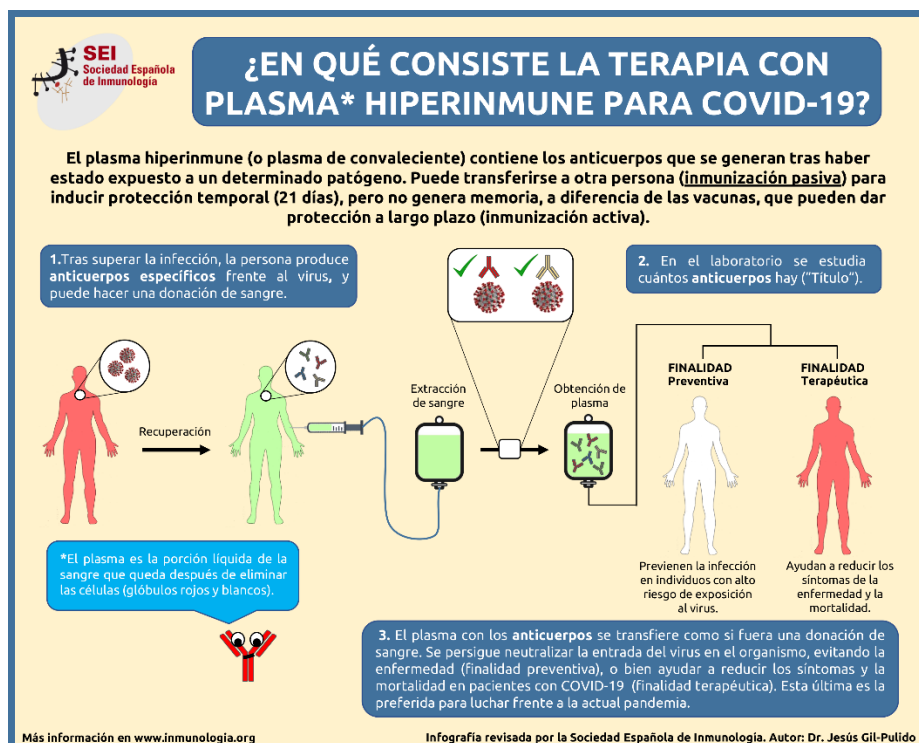 SEI
Sociedad Española
de Inmunología
¿EN QUÉ CONSISTE LA TERAPIA CON
PLASMA* HIPERINMUNE PARA COVID-19?
El plasma hiperinmune (o plasma de convaleciente) contiene los anticuerpos que se generan tras haber
estado expuesto a un determinado patógeno. Puede transferirse a otra persona (inmunización pasiva) para
inducir protección temporal (21 días), pero no genera memoria, a diferencia de las vacunas, que pueden dar
protección a largo plazo (inmunización activa).
1.Tras superar la infección, la persona produce
anticuerpos específicos frente al virus, y
puede hacer una donación de sangre.
2. En el laboratorio se estudia
cuántos anticuerpos hay ("Título").
Recuperación
Extracción
de sangre
Obtención de
plasma
FINALIDAD
Preventiva
FINALIDAD
Terapéutica
Previenen la infección
en individuos con alto
riesgo de exposición
al virus.
Ayudan a reducir los
síntomas de la
enfermedad y la
mortalidad.
*El plasma es la porción líquida de la
sangre que queda después de eliminar
las células (glóbulos rojos y blancos).
3. El plasma con los anticuerpos se transfiere como si fuera una donación de
sangre. Se persigue neutralizar la entrada del virus en el organismo, evitando la
enfermedad (finalidad preventiva), o bien ayudar a reducir los síntomas y la
mortalidad en pacientes con COVID-19 (finalidad terapéutica). Esta última es la
preferida para luchar frente a la actual pandemia.
Más información en www.inmunologia.org
Infografía revisada por la Sociedad Española de Inmunología. Autor: Dr. Jesús Gil-Pulido